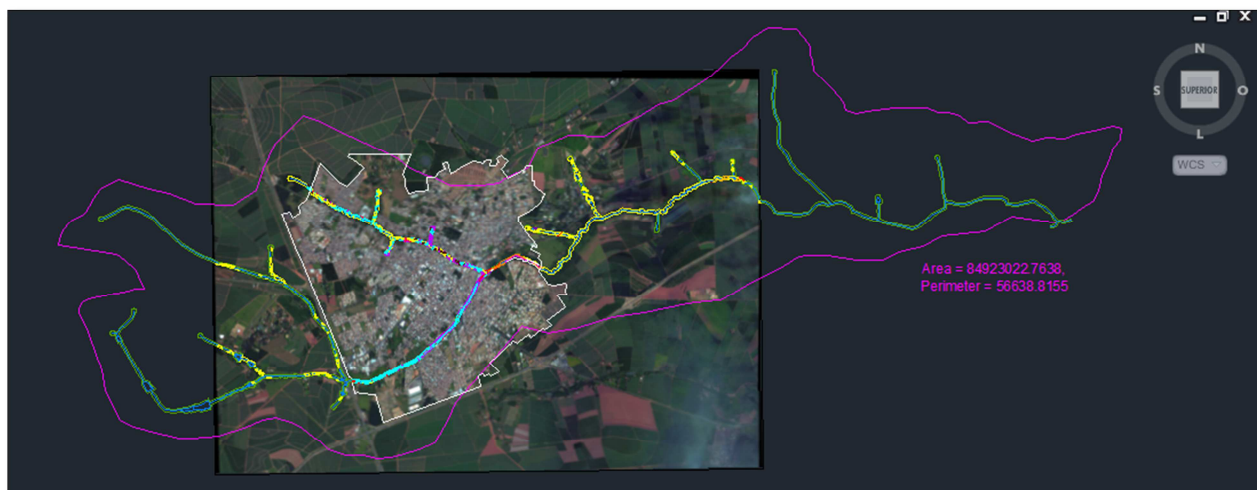 N
S
SUPERIOR
O
L
WCS
Area = 84923022.7638,
Perimeter = 56638.8155